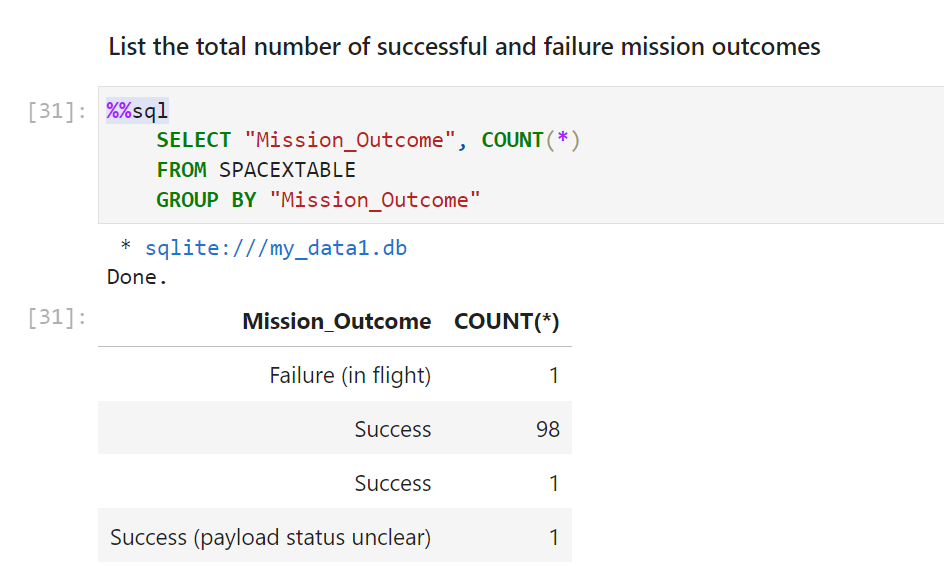 List the total number of successful and failure mission outcomes
[31]: %%sql
SELECT "Mission_Outcome", COUNT(*)
FROM SPACEXTABLE
GROUP BY "Mission_Outcome"
* sqlite:///my_data1.db
Done.
[31]: Mission_Outcome COUNT(*)
Failure (in flight) 1
Success 98
Success 1
Success (payload status unclear) 1